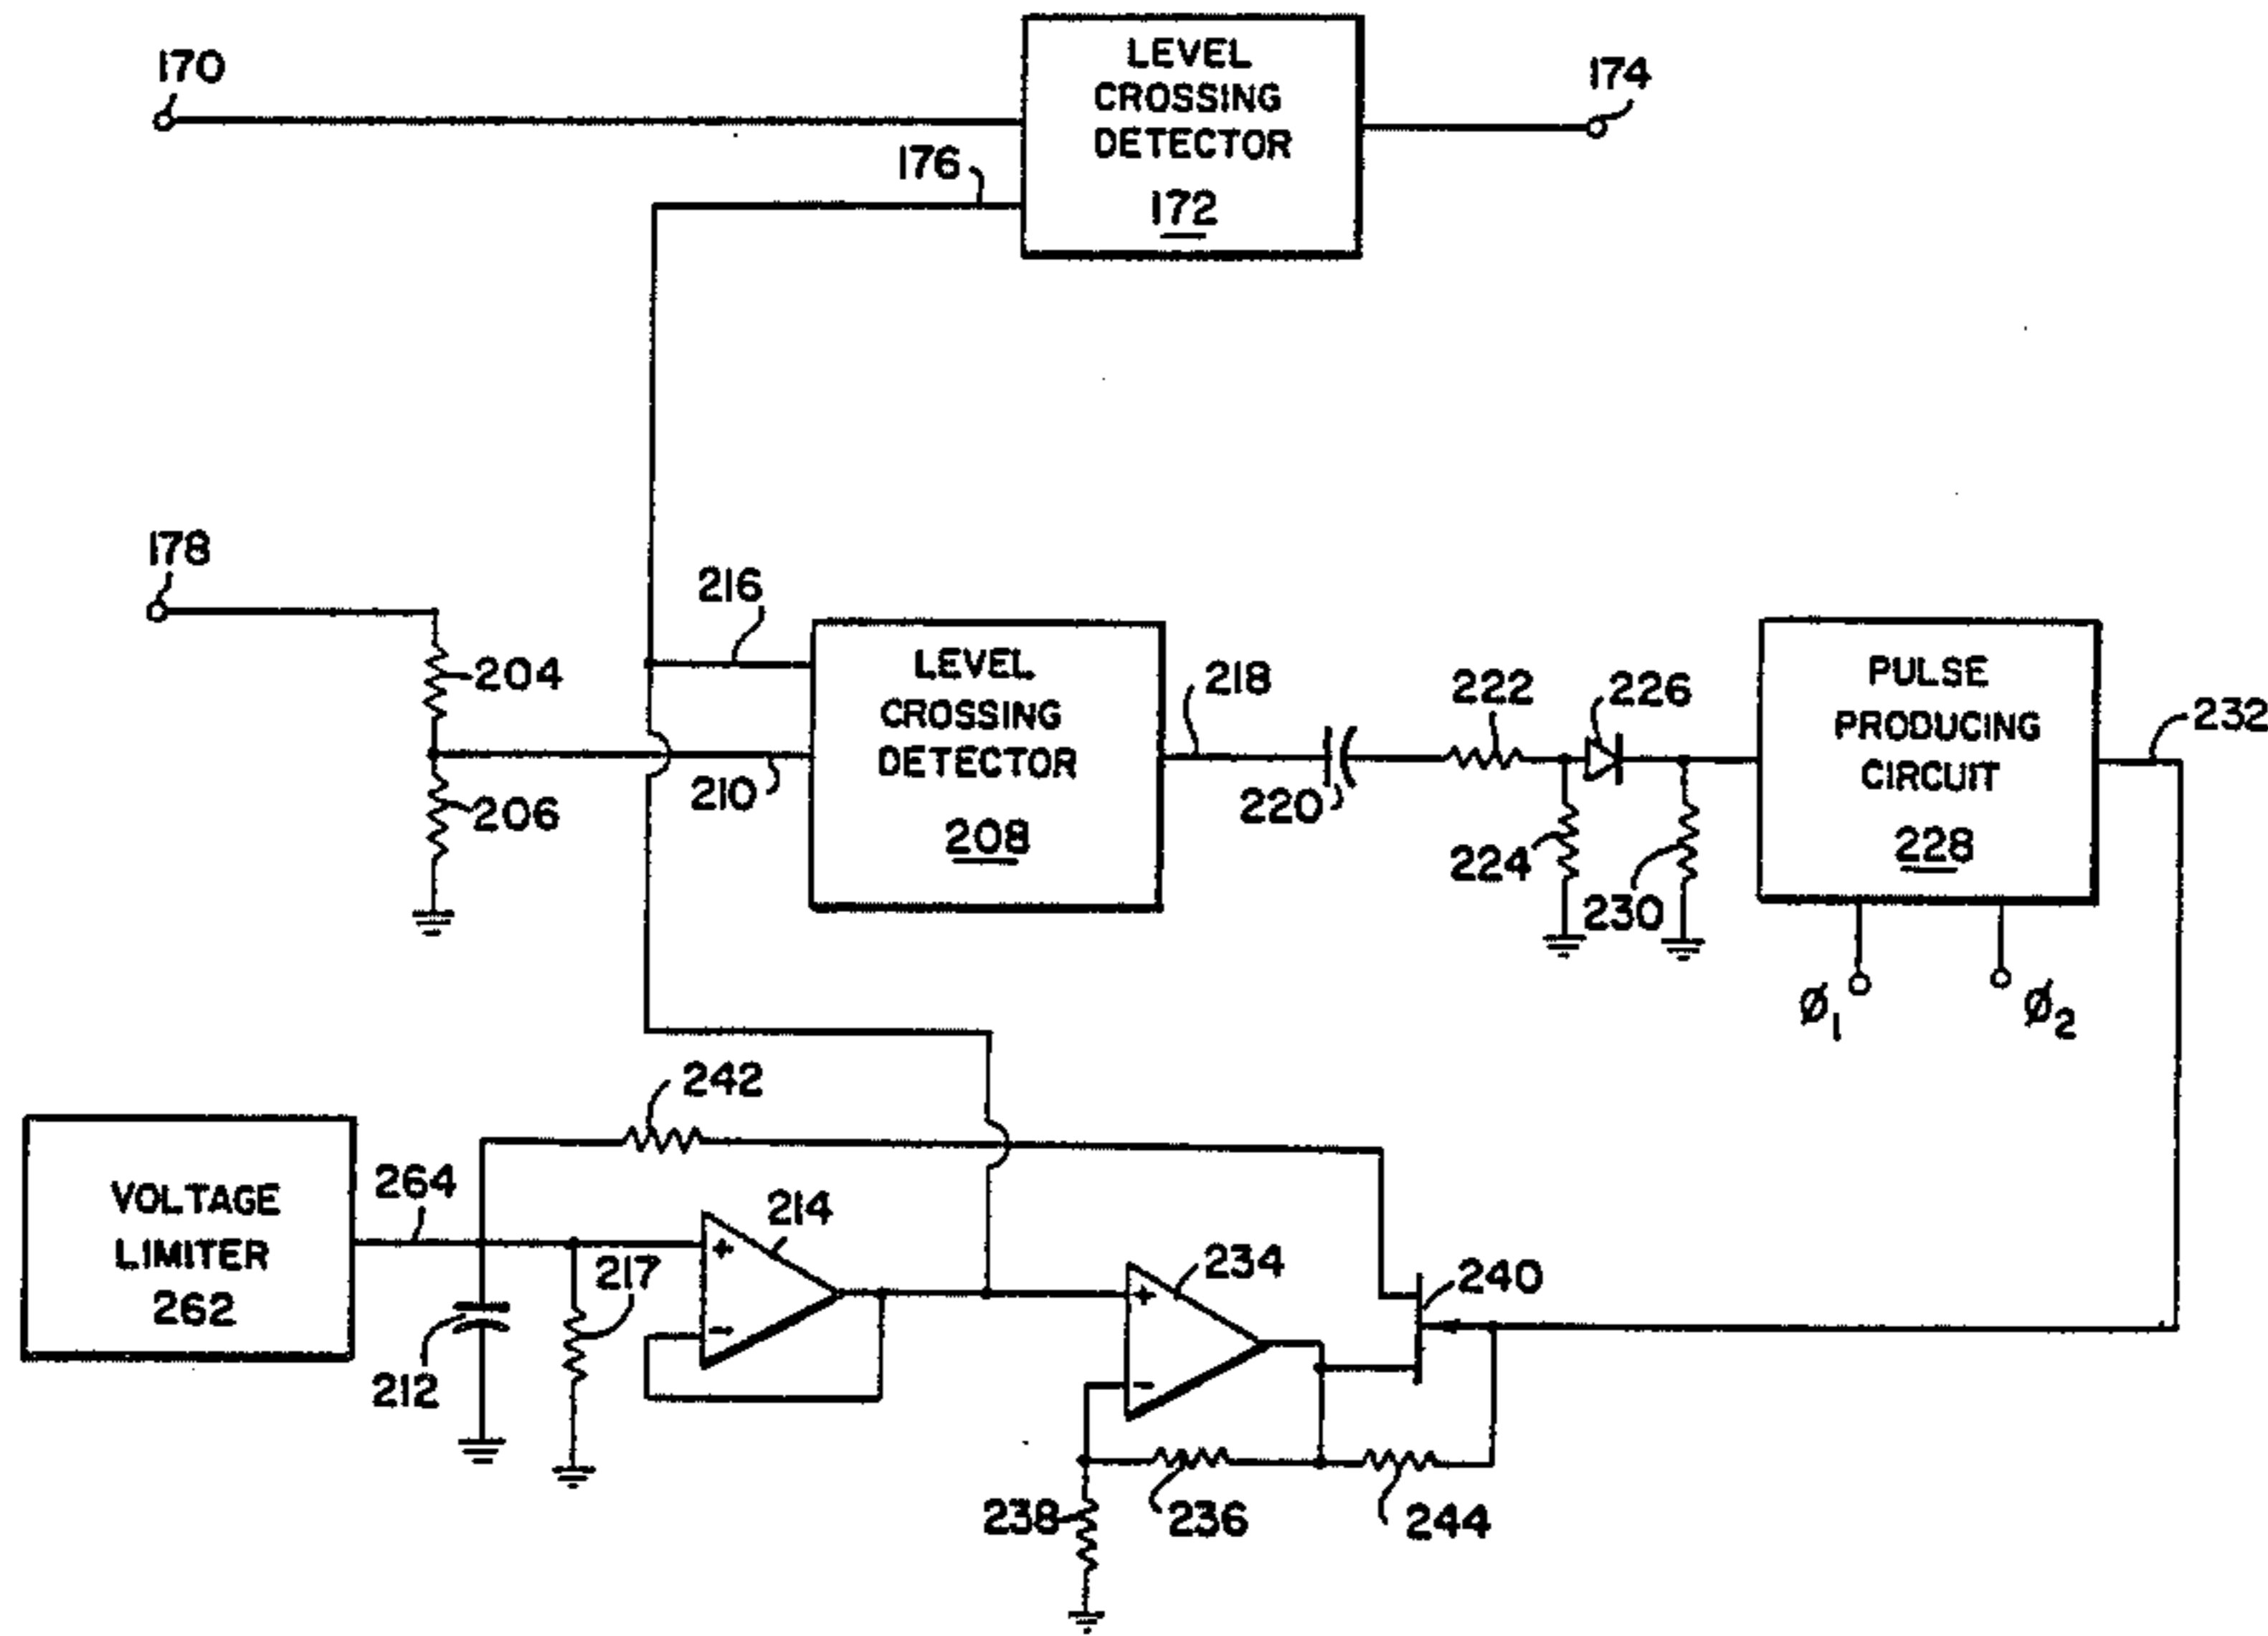 170
LEVEL
CROSSING
DETECTOR
172
174
176
178
204
206
216
210
LEVEL
CROSSING
DETECTOR
208
218
220
222
224
226
230
PULSE
PRODUCING
CIRCUIT
228
232
ø1
ø2
242
VOLTAGE
LIMITER
262
264
212
217
214
+
-
234
+
-
240
238
236
244